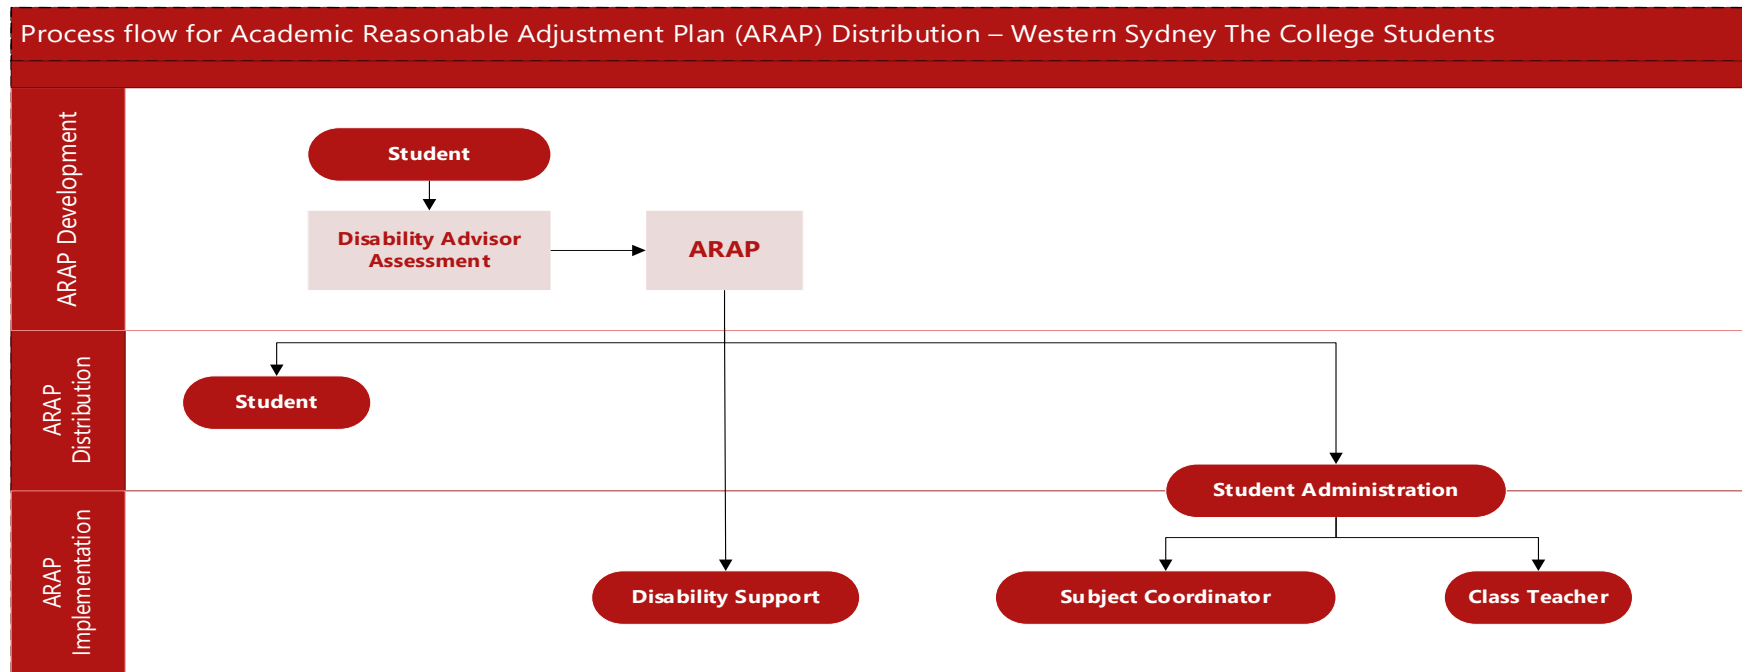 Process flow for Academic Reasonable Adjustment Plan (ARAP) Distribution – Western Sydney The College Students
ARAP Development
Student
Disability Advisor
Assessment
ARAP
ARAP
Distribution
Student
Student Administration
ARAP
Implementation
Disability Support
Subject Coordinator
Class Teacher